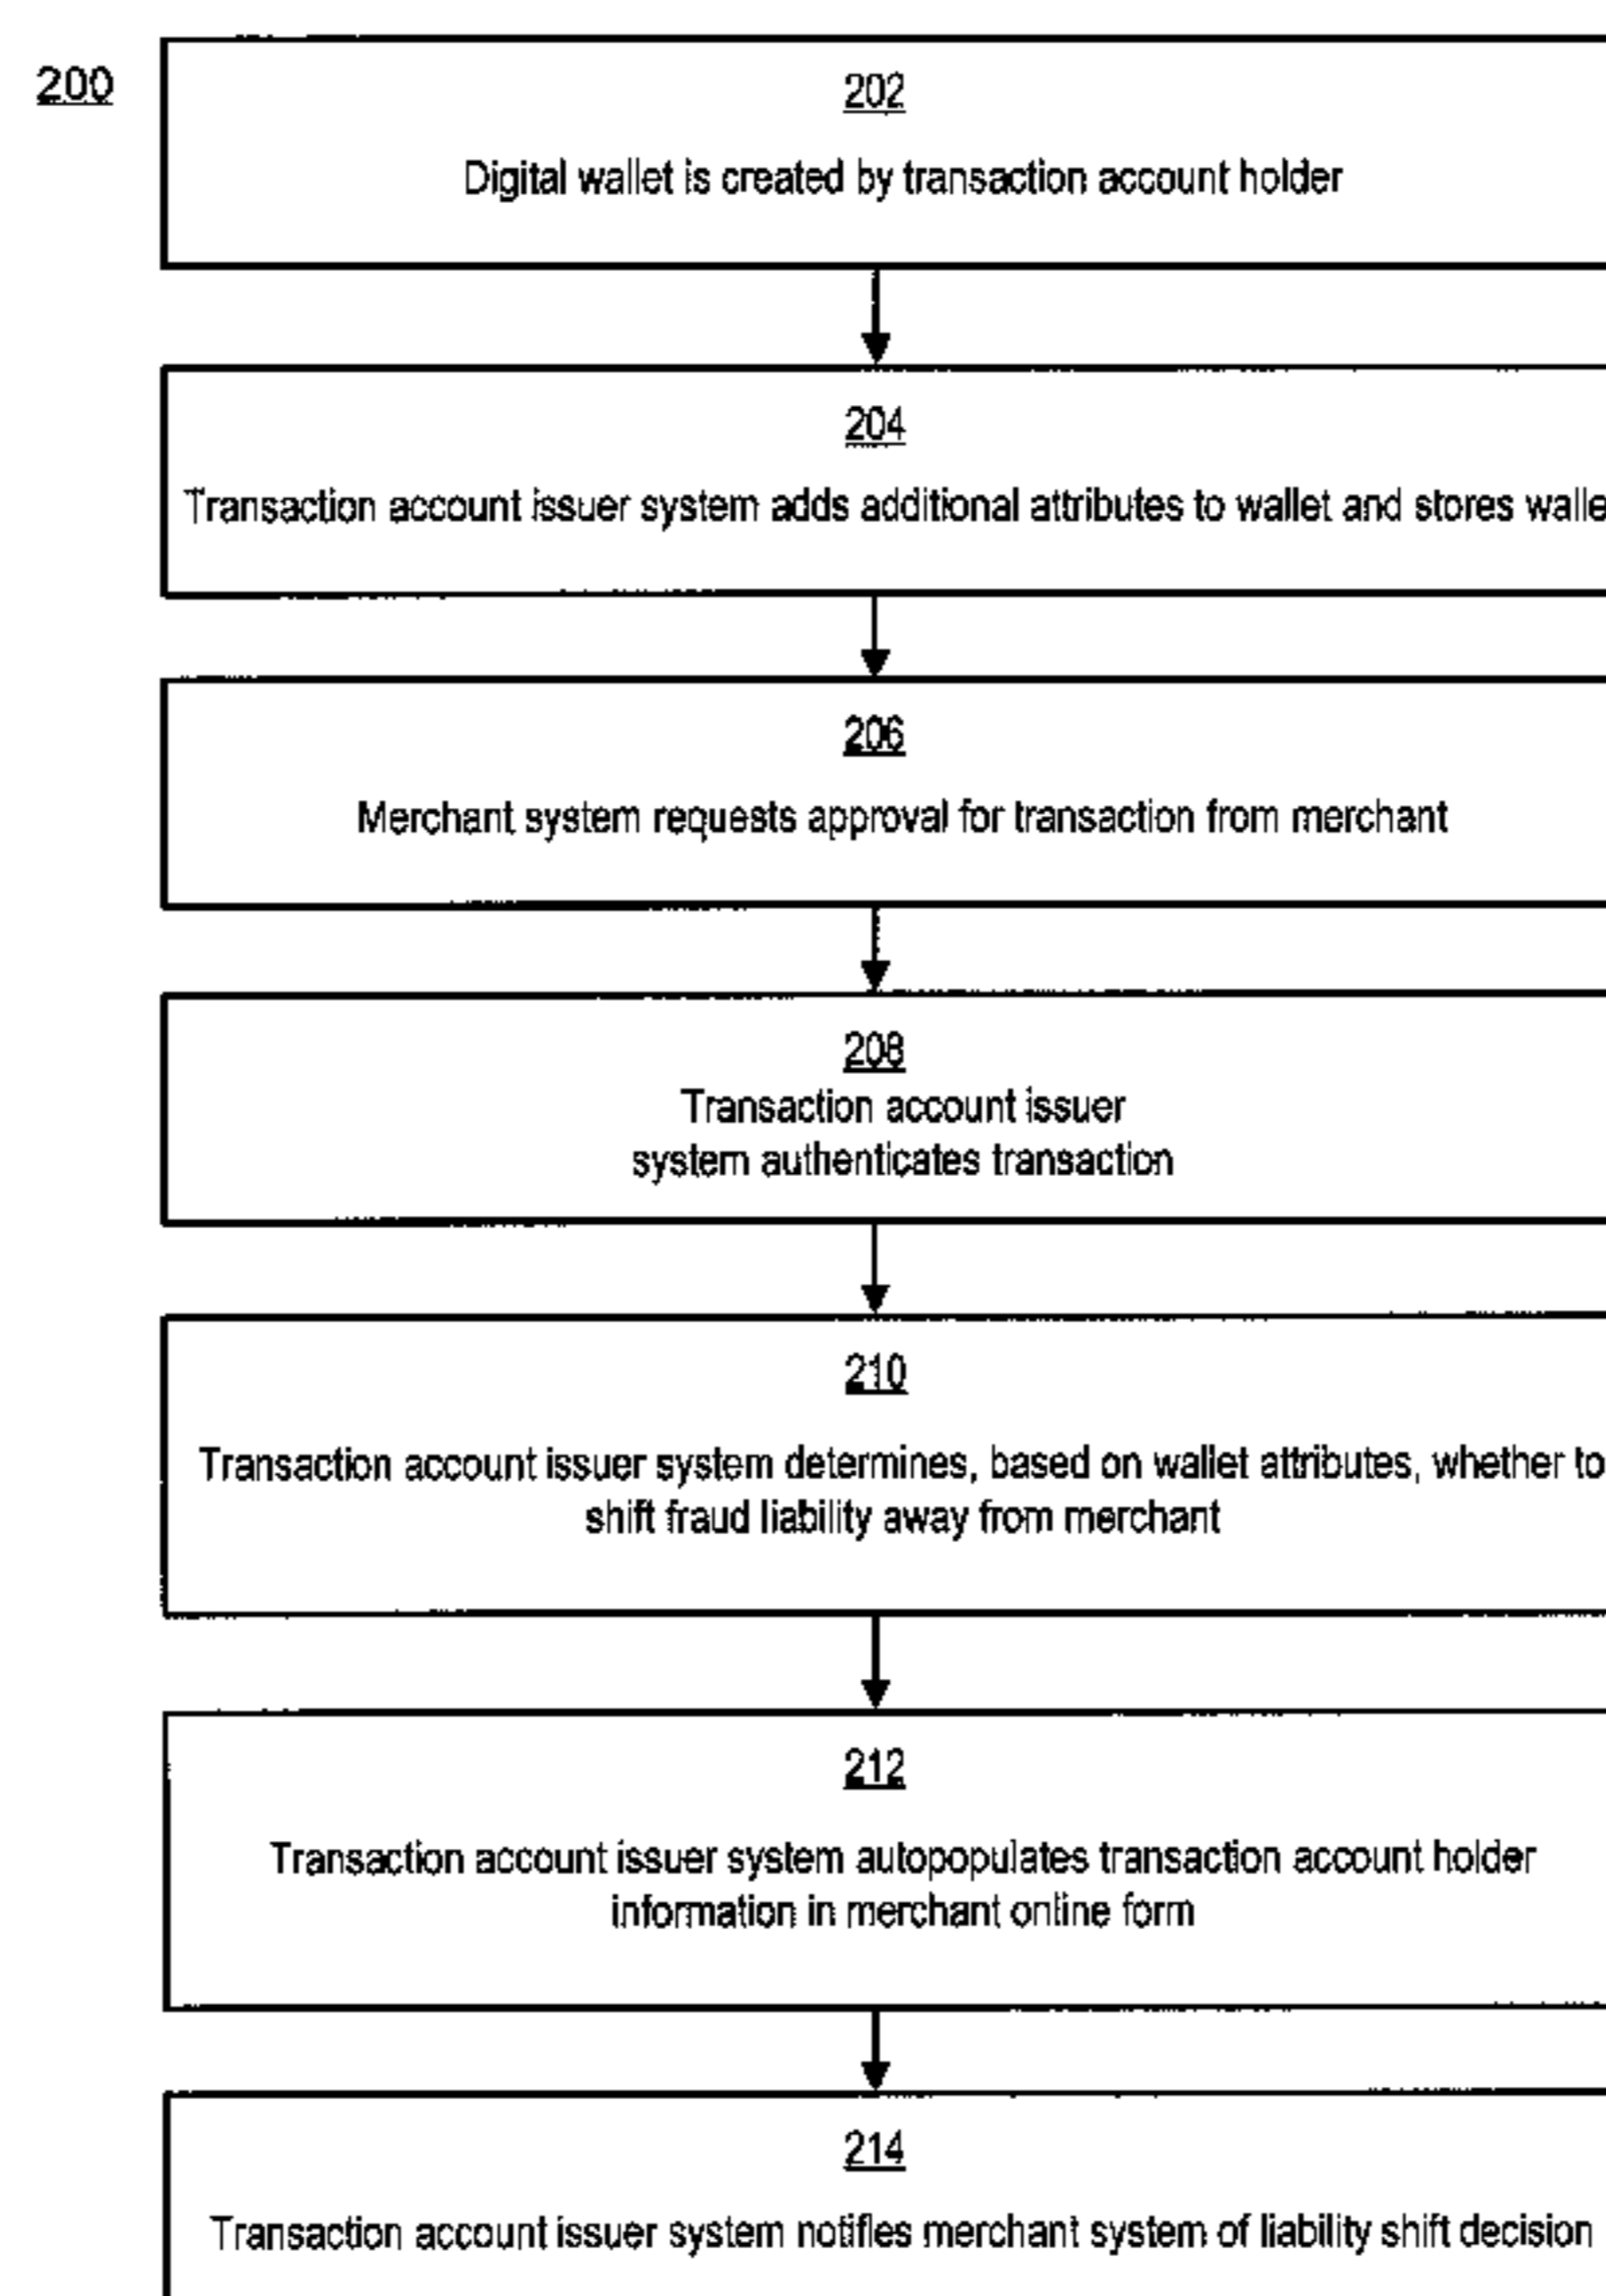 200
202
Digital wallet is created by transaction account holder
204
Transaction account issuer system adds additional attributes to wallet and stores walle
206
Merchant system requests approval for transaction from merchant
208
Transaction account issuer
system authenticates transaction
210
Transaction account issuer system determines, based on wallet attributes, whether to
shift fraud liability away from merchant
212
Transaction account issuer system autopopulates transaction account holder
information in merchant online form
214
Transaction account issuer system notifies merchant system of liability shift decision